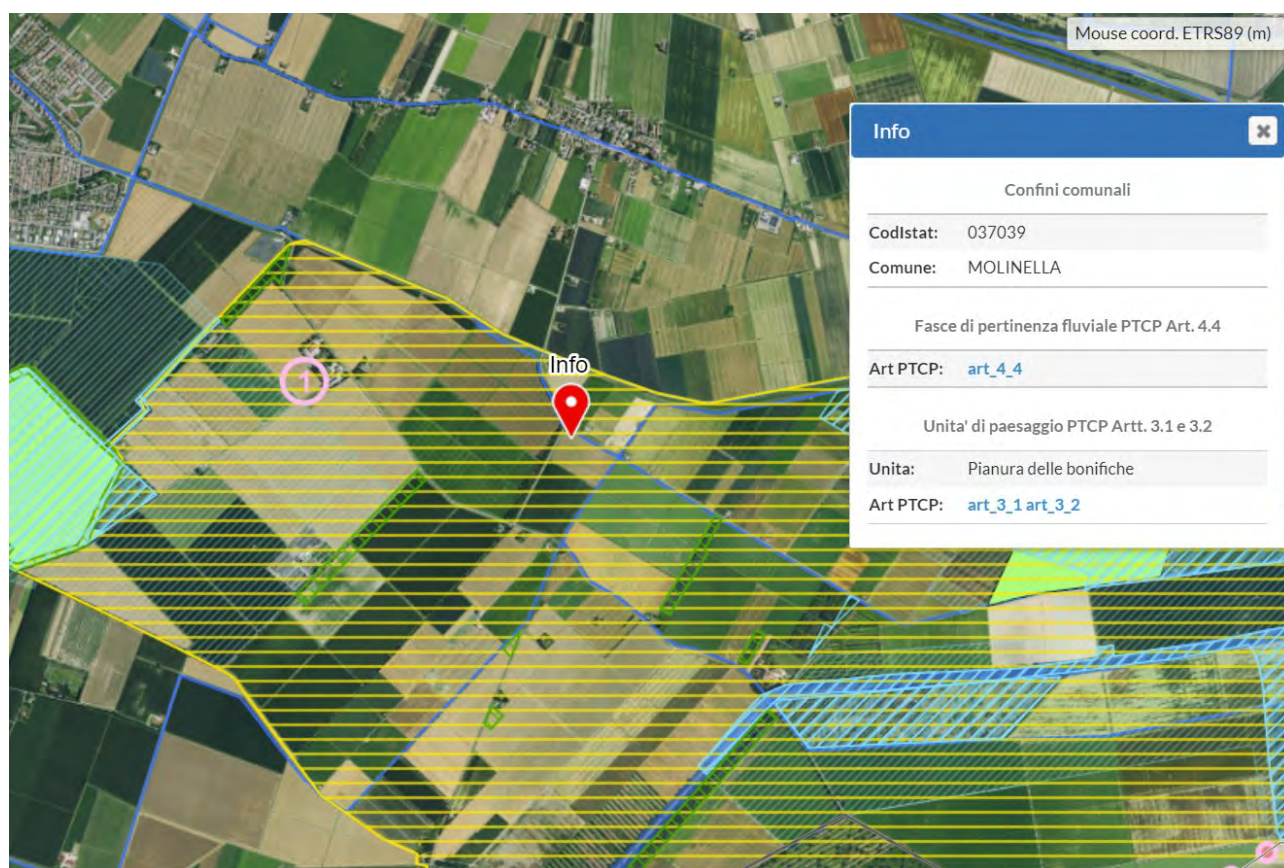 Mouse coord. ETRS89 (m)
Info
Confini comunali
CodIstat: 037039
Comune: MOLINELLA
Fasce di pertinenza fluviale PTCP Art. 4.4
Art PTCP: art_4_4
Unita' di paesaggio PTCP Artt. 3.1 e 3.2
Unita: Pianura delle bonifiche
Art PTCP: art_3_1 art_3_2
Info
1